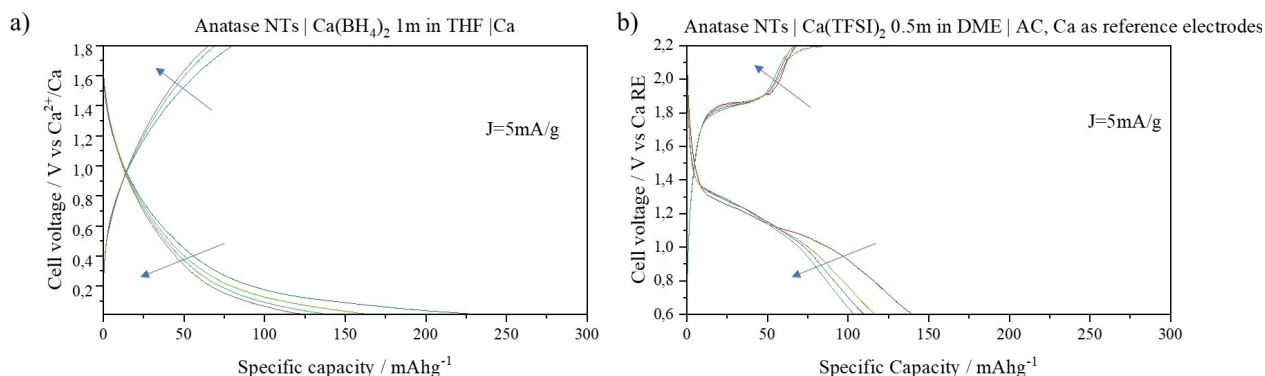 a)
Anatase NTs | Ca(BH4)2 1m in THF |Ca
1,8
1,6
1,4
1,2
1,0
0,8
0,6
0,4
0,2
Cell voltage / V vs Ca2+/Ca
J=5mA/g
0 50 100 150 200 250 300
Specific capacity / mAhg-1
b)
Anatase NTs | Ca(TFSI)2 0.5m in DME | AC, Ca as reference electrodes
2,2
2,0
1,8
1,6
1,4
1,2
1,0
0,8
0,6
Cell voltage / V vs Ca RE
J=5mA/g
0 50 100 150 200 250 300
Specific Capacity / mAhg-1